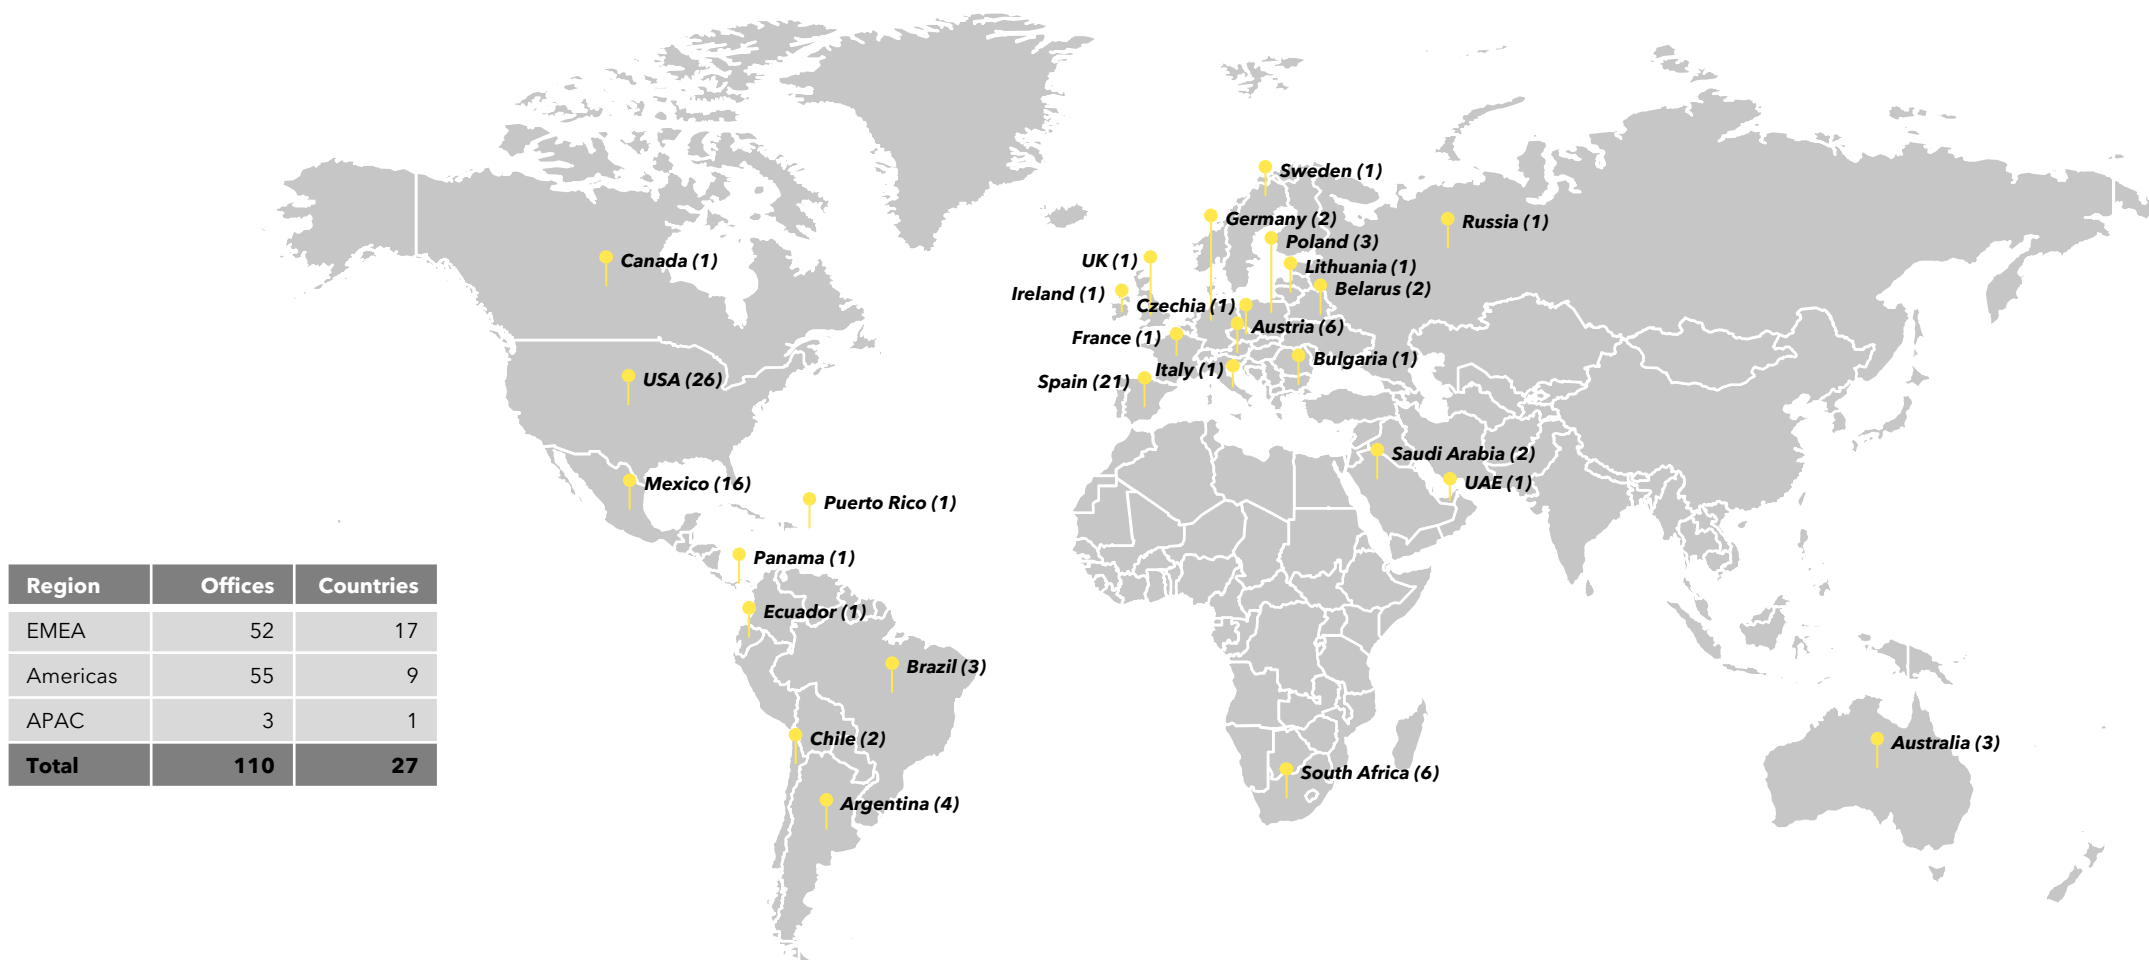 Sweden (1)
Germany (2)
Russia (1)
Poland (3)
Canada (1)
UK (1)
Lithuania (1)
Belarus (2)
Ireland (1)
Czechia (1)
Austria (6)
France (1)
Bulgaria (1)
Italy (1)
USA (26)
Spain (21)
Saudi Arabia (2)
Mexico (16)
UAE (1)
Puerto Rico (1)
Panama (1)
Ecuador (1)
Brazil (3)
Chile (2)
Australia (3)
South Africa (6)
Argentina (4)
Region Offices Countries
EMEA 52 17
Americas 55 9
APAC 3 1
Total 110 27